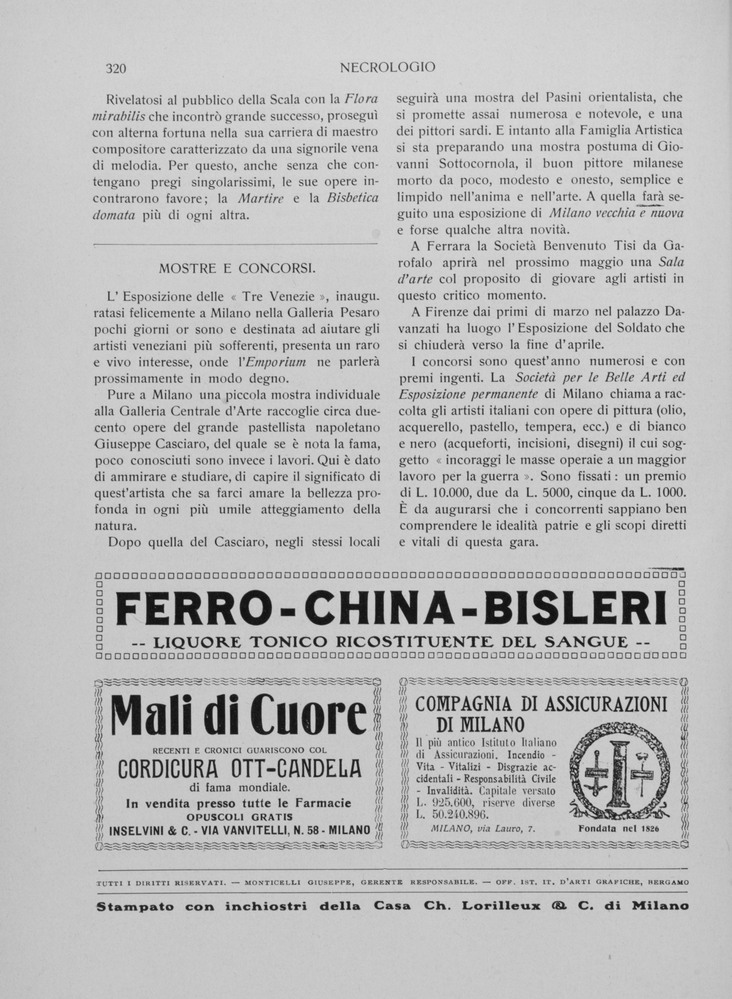 320
NECROLOGIO
Rivelatosi al pubblico della Scala con la Flora
mirabilis che incontrò grande successo, proseguì
con alterna fortuna nella sua carriera di maestro
compositore caratterizzato da una signorile vena
di melodia. Per questo, anche senza che con-
tengano pregi singolarissimi, le sue opere in-
contrarono favore; la Martire e la Bisbetica
domata più di ogni altra.
MOSTRE E CONCORSI.
L' Esposizione delle « Tre Venezie », inaugu.
ratasi felicemente a Milano nella Galleria Pesaro
pochi giorni or sono e destinata ad aiutare gli
artisti veneziani più sofferenti, presenta un raro
e vivo interesse, onde l'Emporium ne parlerà
prossimamente in modo degno.
Pure a Milano una piccola mostra individuale
alla Galleria Centrale d'Arte raccoglie circa due-
cento opere del grande pastellista napoletano
Giuseppe Casciaro, del quale se è nota la fama,
poco conosciuti sono invece i lavori. Qui è dato
di ammirare e studiare, di capire il significato di
quest'artista che sa farci amare la bellezza pro-
fonda in ogni più umile atteggiamento della
natura.
Dopo quella del Casciaro, negli stessi locali
seguirà una mostra del Pasini orientalista, che
si promette assai numerosa e notevole, e una
dei pittori sardi. E intanto alla Famiglia Artistica
si sta preparando una mostra postuma di Gio-
vanni Sottocornola, il buon pittore milanese
morto da poco, modesto e onesto, semplice e
limpido nell'anima e nell'arte. A quella farà se-
guito una esposizione di Milano vecchia e nuova
e forse qualche altra novità.
A Ferrara la Società Benvenuto Tisi da Ga-
rofalo aprirà nel prossimo maggio una Sala
d'arte col proposito di giovare agli artisti in
questo critico momento.
A Firenze dai primi di marzo nel palazzo Da-
vanzati ha luogo l'Esposizione del Soldato che
si chiuderà verso la fine d'aprile.
I concorsi sono quest'anno numerosi e con
premi ingenti. La Società per le Belle Arti ed
Esposizione permanente di Milano chiama a rac-
colta gli artisti italiani con opere di pittura (olio,
acquerello, pastello, tempera, ecc.) e di bianco
e nero (acqueforti, incisioni, disegni) il cui sog-
getto « incoraggi le masse operaie a un maggior
lavoro per la guerra ». Sono fissati: un premio
di L. 10.000, due da L. 5000, cinque da L. 1000.
È da augurarsi che i concorrenti sappiano ben
comprendere le idealità patrie e gli scopi diretti
e vitali di questa gara.
FERRO-CHINA-BISLERI
-- LIQUORE TONICO RICOSTITUENTE DEL SANGUE --
Mali di Cuore
RECENTI E CRONICI GUARISCONO COL
CORDICURA OTT-CANDELA
di fama mondiale.
In vendita presso tutte le Farmacie
OPUSCOLI GRATIS
INSELVINI & C. - VIA VANVITELLI, N. 58 - MILANO
COMPAGNIA DI ASSICURAZIONI
DI MILANO
Il più antico Istituto Italiano
di Assicurazioni. Incendio -
Vita - Vitalizi - Disgrazie ac-
cidentali - Responsabilità Civile
- Invalidità. Capitale versato
L. 925.600, riserve diverse
L. 50.240.896.
MILANO, via Lauro, 7.
Fondata nel 1826
TUTTI I DIRITTI RISERVATI. — MONTICELLI GIUSEPPE, GERENTE RESPONSABILE. — OFF. IST. IT. D'ARTI GRAFICHE, BERGAMO
Stampato con inchiostri della Casa Ch. Lorilleux & C. di Milano